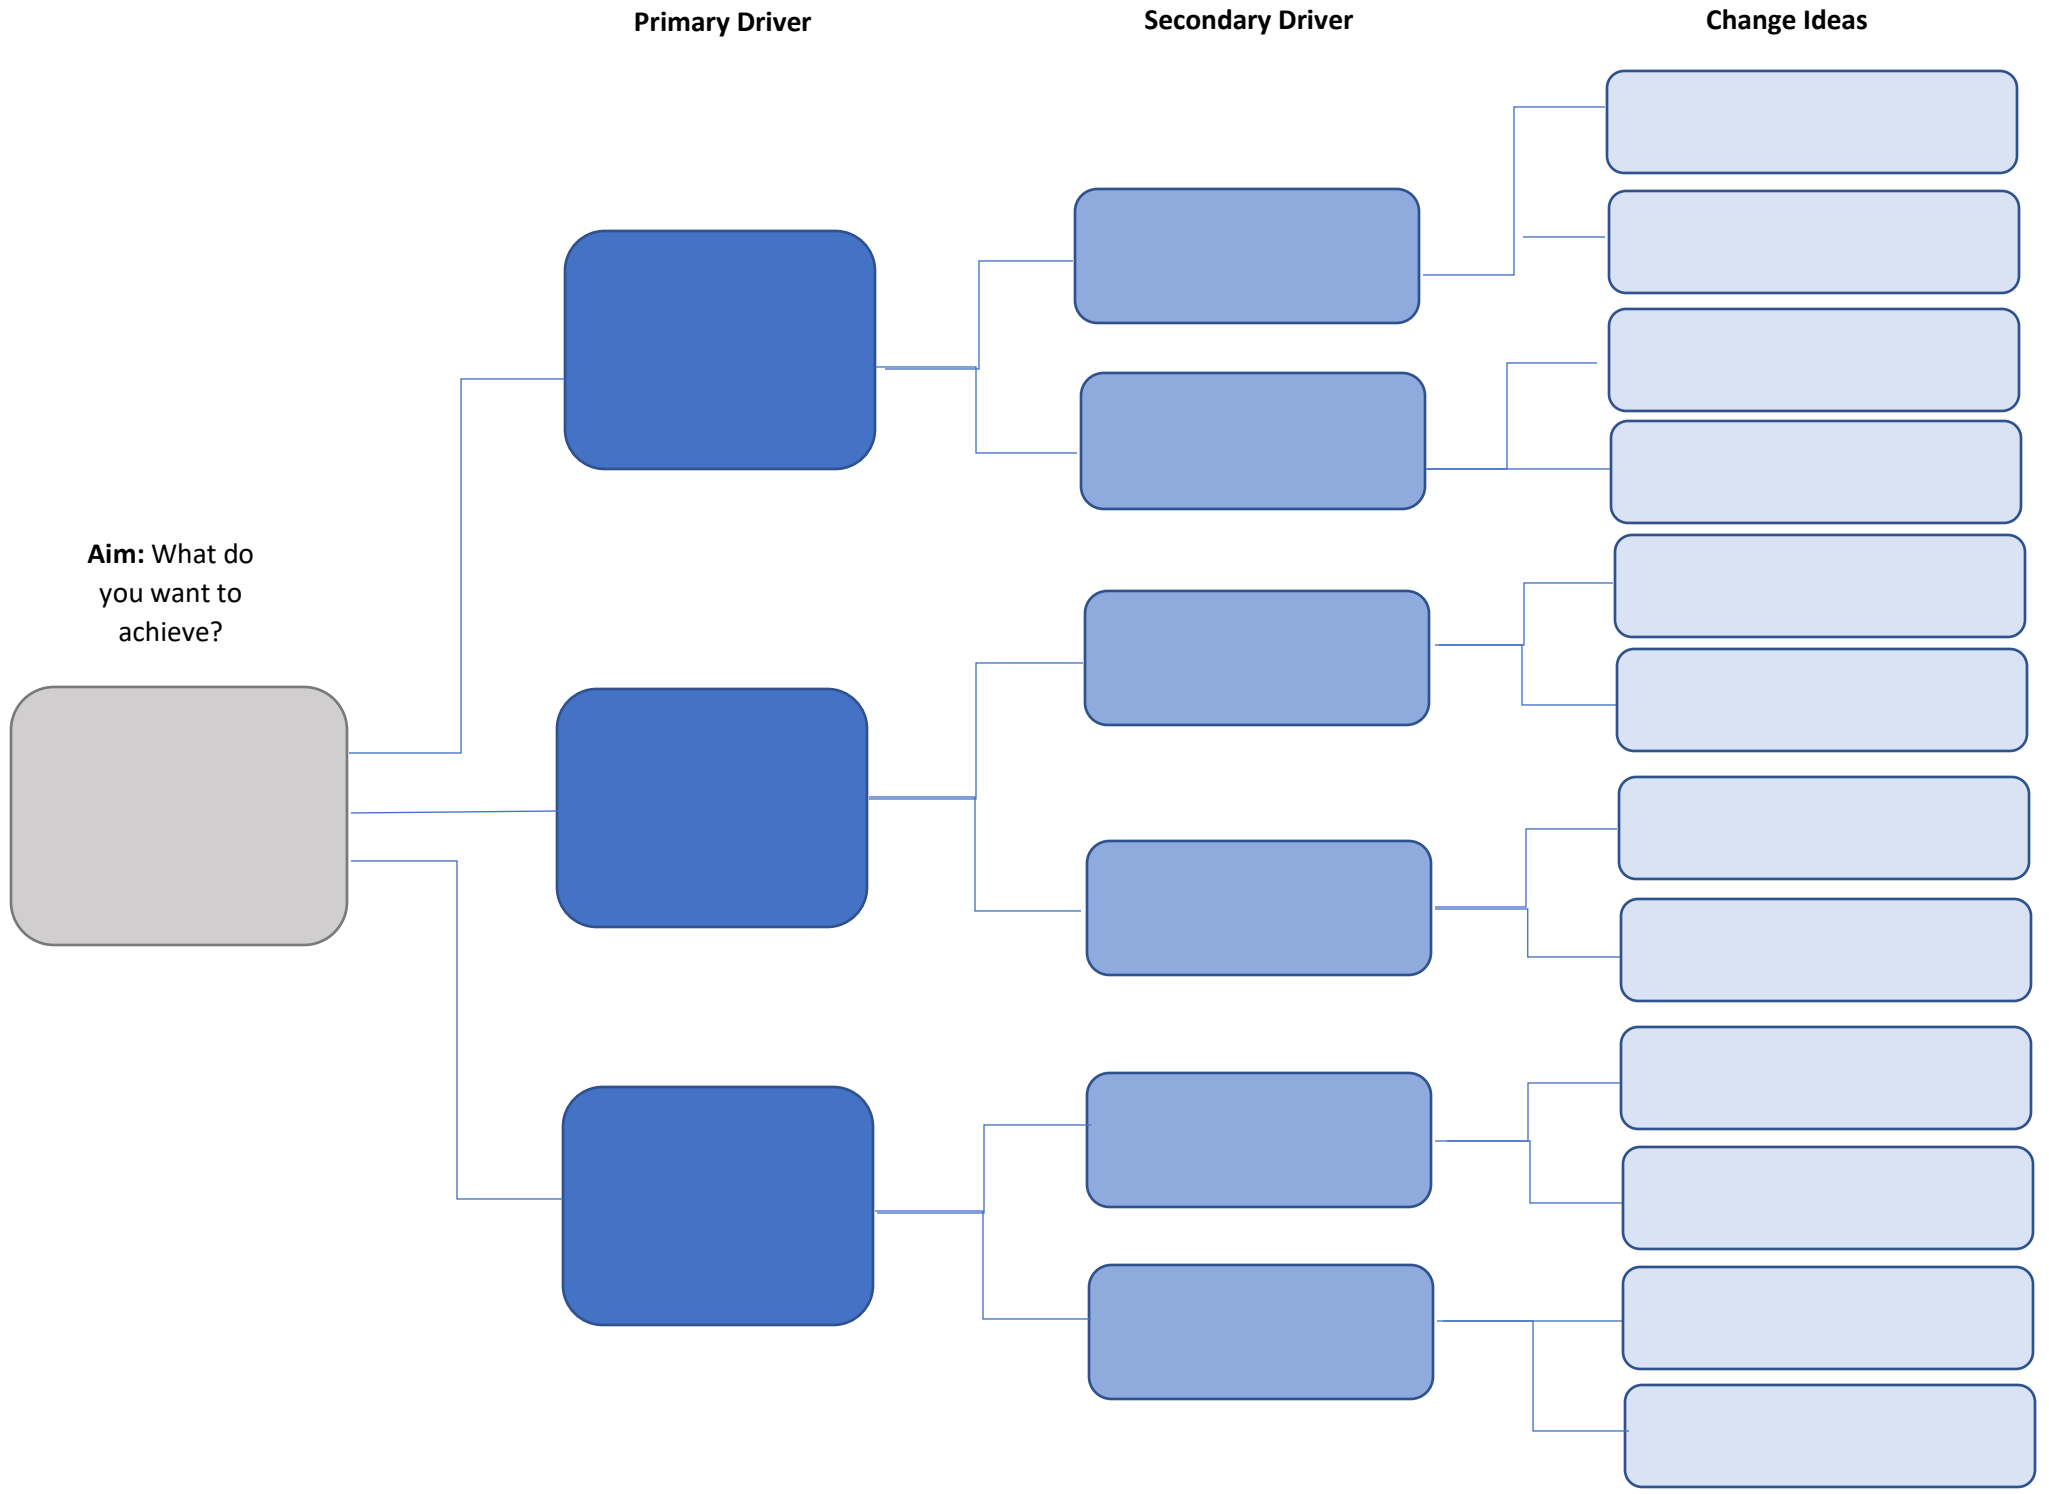 Primary Driver
Secondary Driver
Change Ideas
Aim: What do
you want to
achieve?